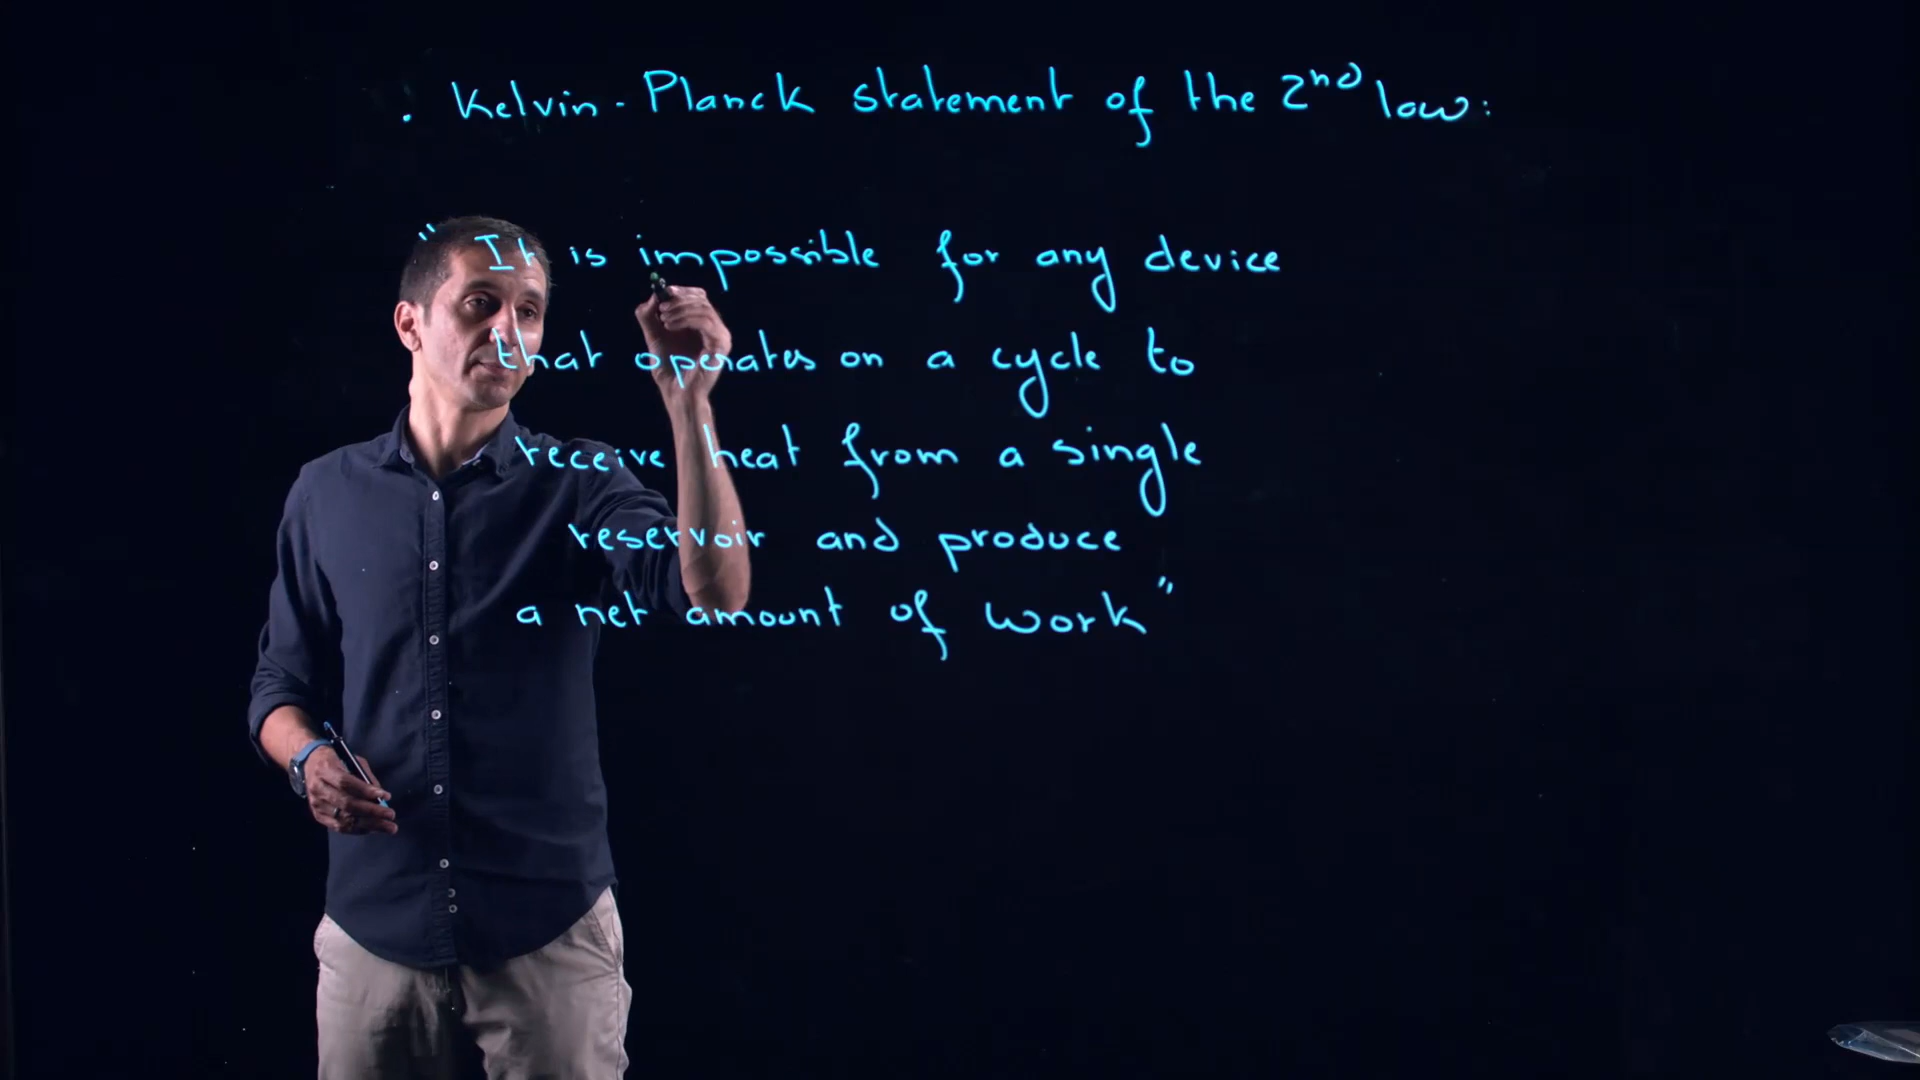 . Kelvin - Planck statement of the 2nd law:
" It is impossible for any device
that operates on a cycle to
receive heat from a single
reservoir and produce
a net amount of work "